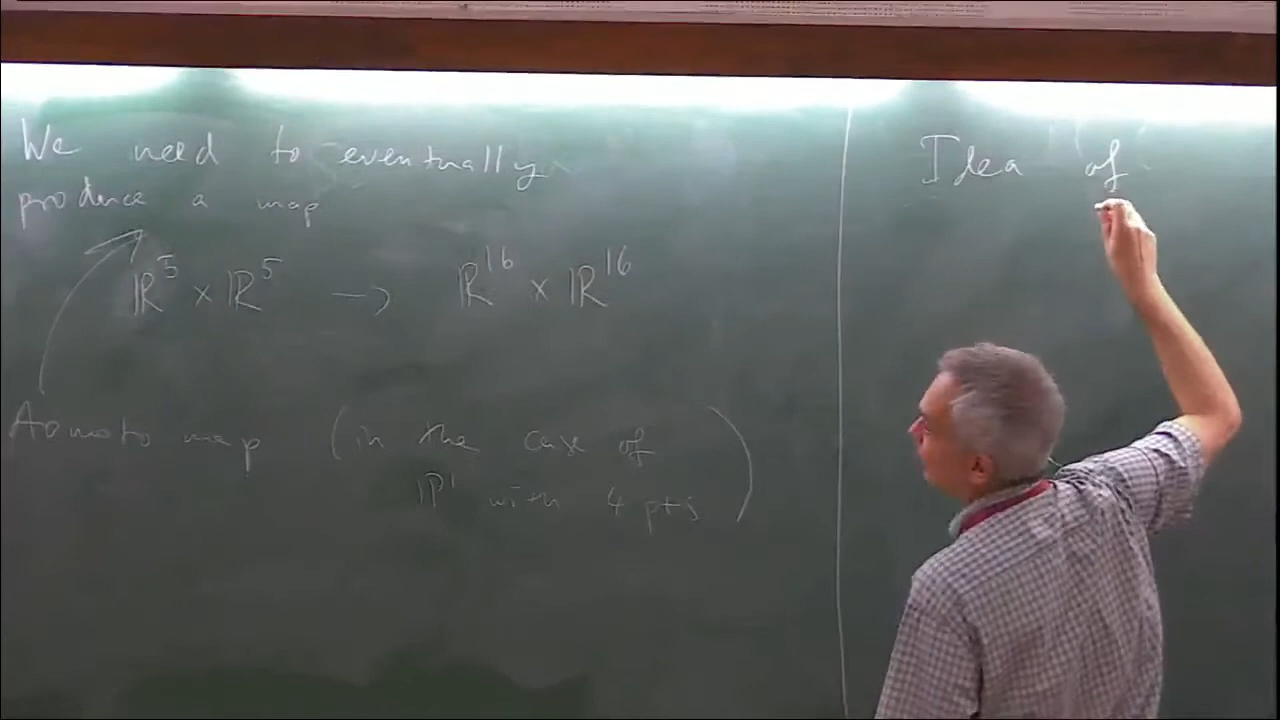 We need to eventually
produce a map
ℝ⁵ × ℝ⁵ → ℝ¹⁶ × ℝ¹⁶
Aomoto map (in the case of
ℙ¹ with 4 pts)
Idea of